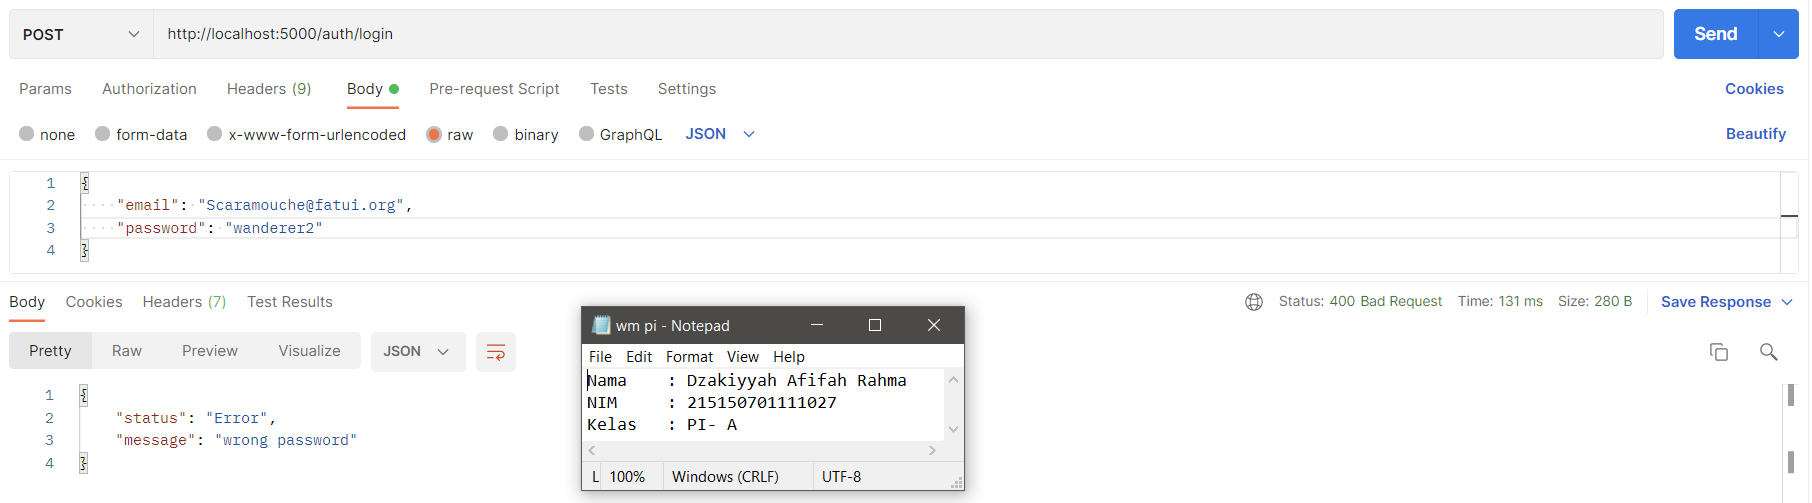 POST http://localhost:5000/auth/login Send
Params Authorization Headers (9) Body Pre-request Script Tests Settings Cookies
none form-data x-www-form-urlencoded raw binary GraphQL JSON Beautify
1 {
2 "email": "Scaramouche@fatui.org",
3 "password": "wanderer2"
4 }
Body Cookies Headers (7) Test Results Status: 400 Bad Request Time: 131 ms Size: 280 B Save Response
Pretty Raw Preview Visualize JSON
1 {
2 "status": "Error",
3 "message": "wrong password"
4 }
wm pi - Notepad
File Edit Format View Help
Nama : Dzakiyyah Afifah Rahma
NIM : 215150701111027
Kelas : PI- A
L 100% Windows (CRLF) UTF-8